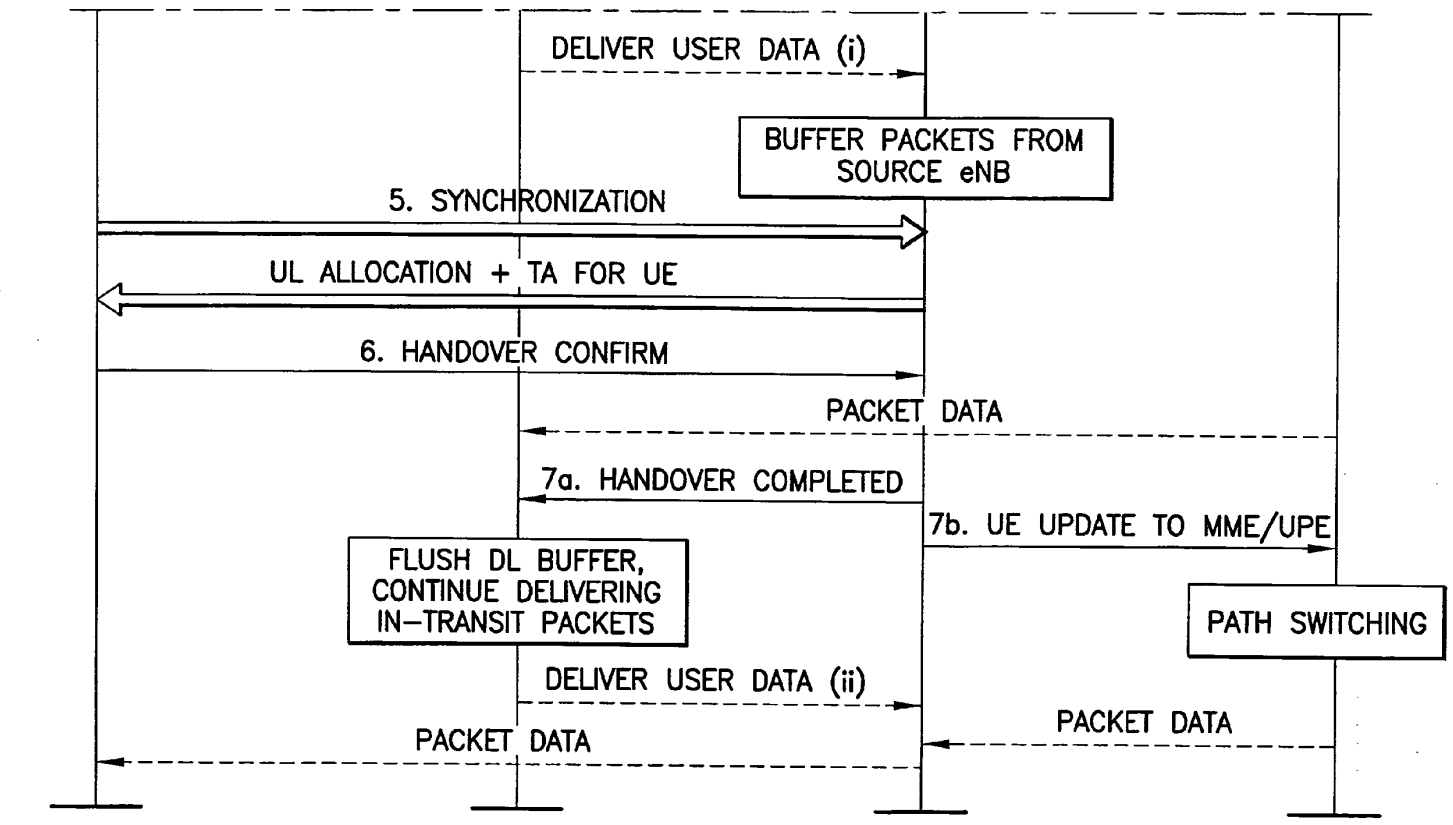 DELIVER USER DATA (i)
BUFFER PACKETS FROM
SOURCE eNB
5. SYNCHRONIZATION
UL ALLOCATION + TA FOR UE
6. HANDOVER CONFIRM
PACKET DATA
7a. HANDOVER COMPLETED
7b. UE UPDATE TO MME/UPE
FLUSH DL BUFFER,
CONTINUE DELIVERING
IN-TRANSIT PACKETS
PATH SWITCHING
DELIVER USER DATA (ii)
PACKET DATA
PACKET DATA